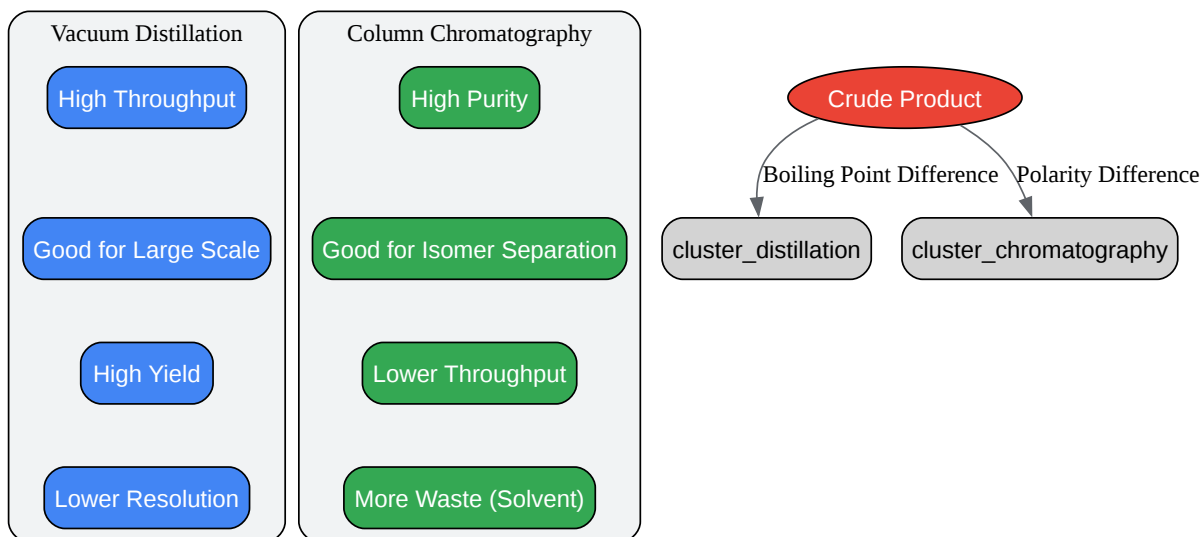 Vacuum Distillation
High Throughput
Good for Large Scale
High Yield
Lower Resolution
Column Chromatography
High Purity
Good for Isomer Separation
Lower Throughput
More Waste (Solvent)
Crude Product
Boiling Point Difference
Polarity Difference
cluster_distillation
cluster_chromatography